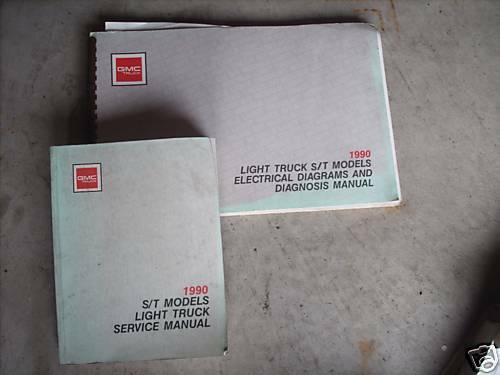 GMC
TRUCK
1990
LIGHT TRUCK S/T MODELS
ELECTRICAL DIAGRAMS AND
DIAGNOSIS MANUAL
GMC
TRUCK
1990
S/T MODELS
LIGHT TRUCK
SERVICE MANUAL